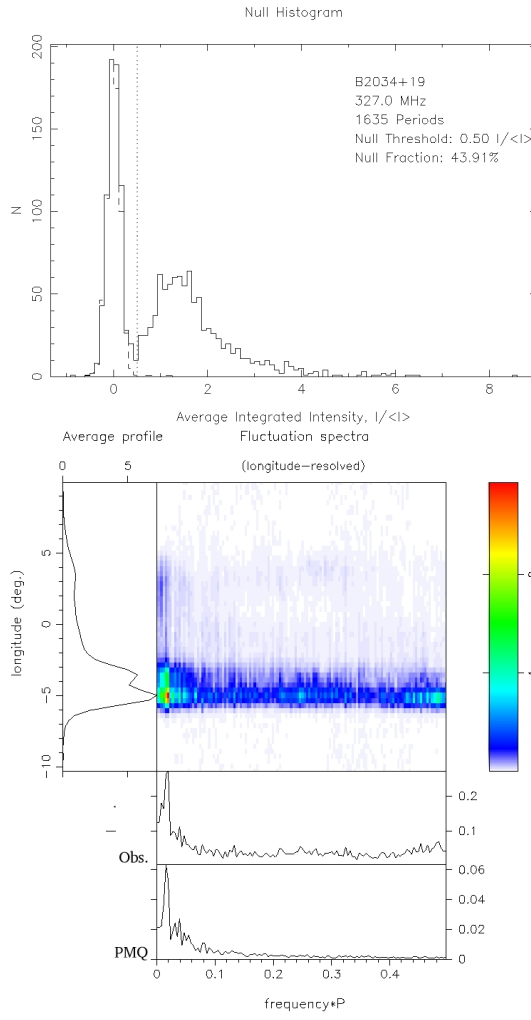 Null Histogram
200
150
100
50
0
N
B2034+19
327.0 MHz
1635 Periods
Null Threshold: 0.50 I/<I>
Null Fraction: 43.91%
0 2 4 6 8
Average Integrated Intensity, I/<I>
Average profile Fluctuation spectra
0 5 (longitude-resolved)
longitude (deg.)
5
0
-5
-10
Obs.
0.2
0.1
PMQ
0.06
0.04
0.02
0
0 0.1 0.2 0.3 0.4
frequency*P